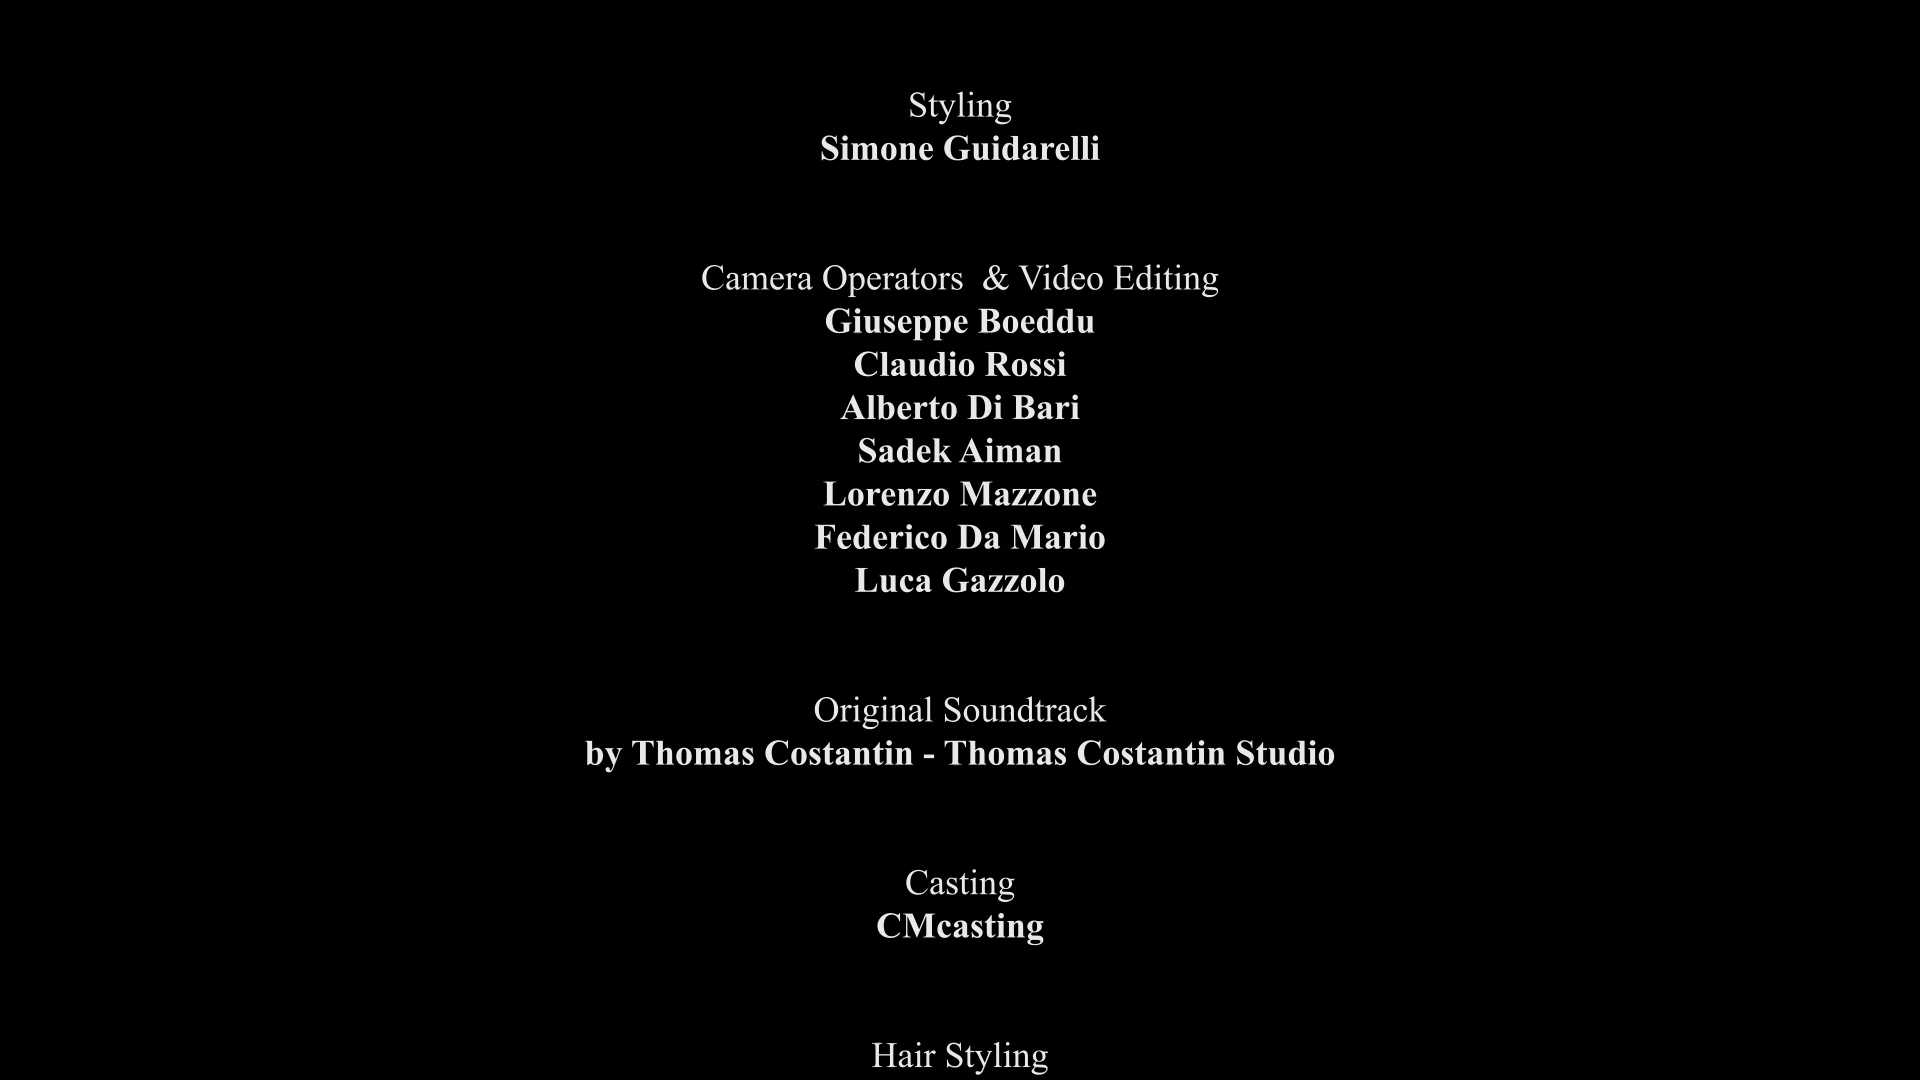 Styling
Simone Guidarelli
Camera Operators  & Video Editing
Giuseppe Boeddu
Claudio Rossi
Alberto Di Bari
Sadek Aiman
Lorenzo Mazzone
Federico Da Mario
Luca Gazzolo
Original Soundtrack
by Thomas Costantin - Thomas Costantin Studio
Casting
CMcasting
Hair Styling